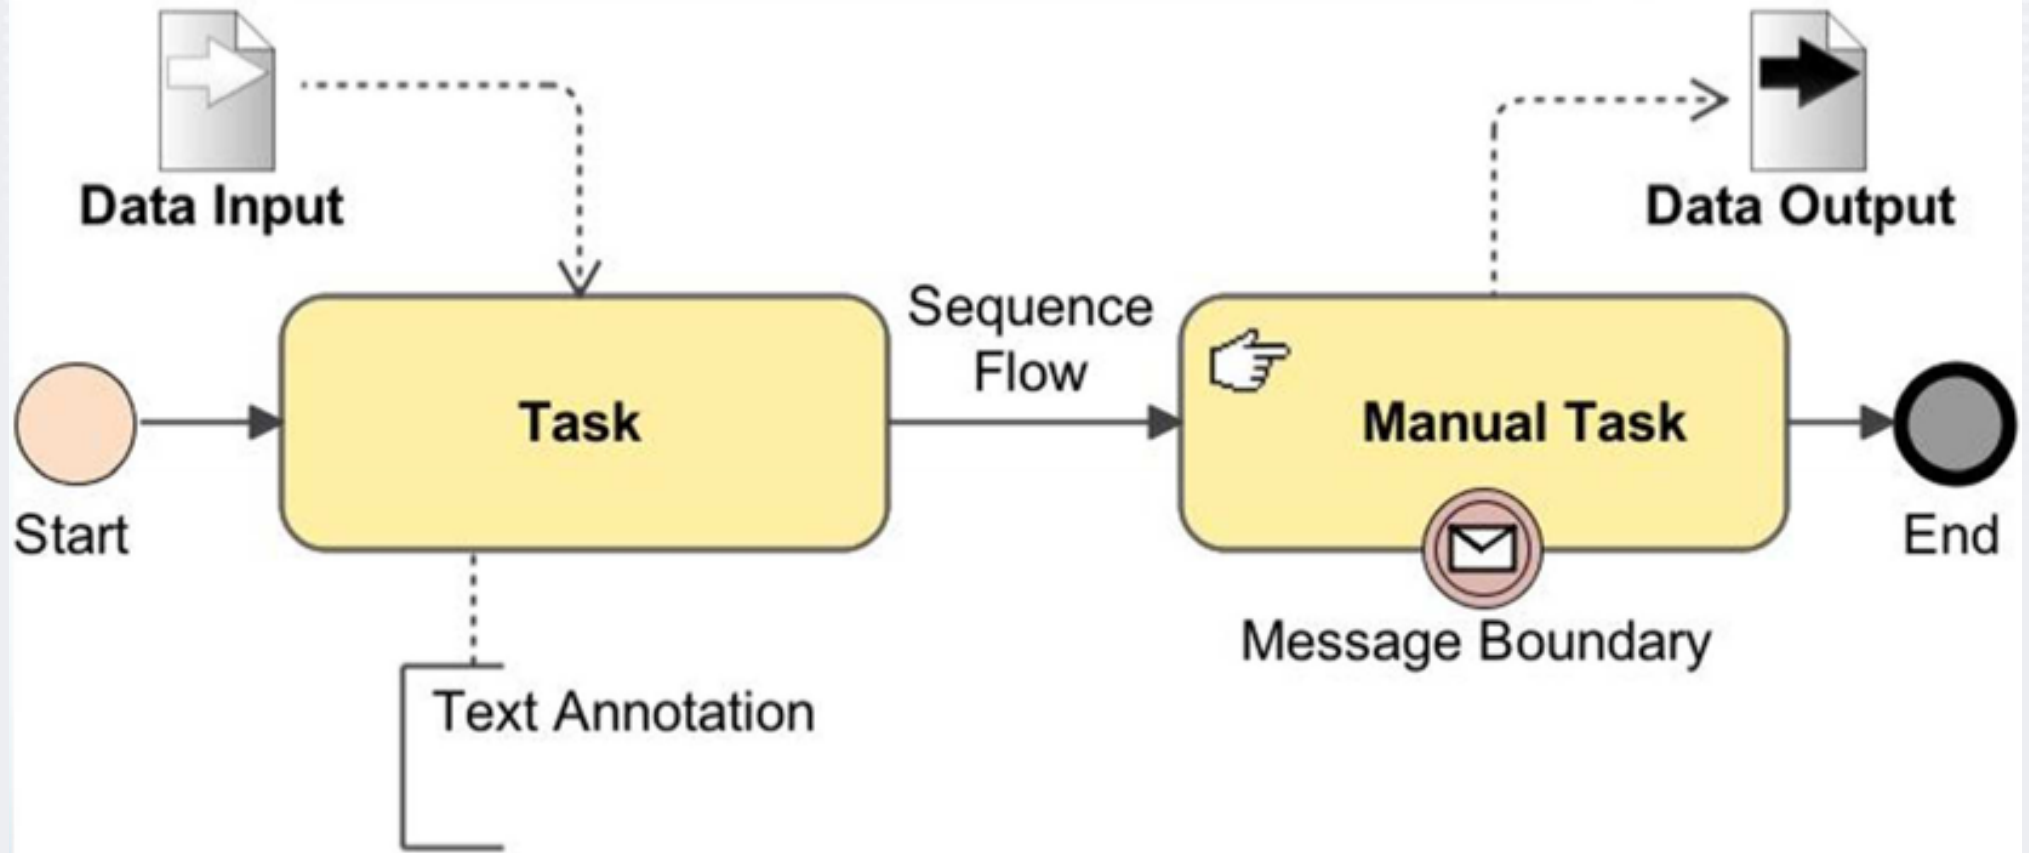 Data Input
Data Output
Sequence
Flow
Task
Manual Task
Start
End
Message Boundary
Text Annotation